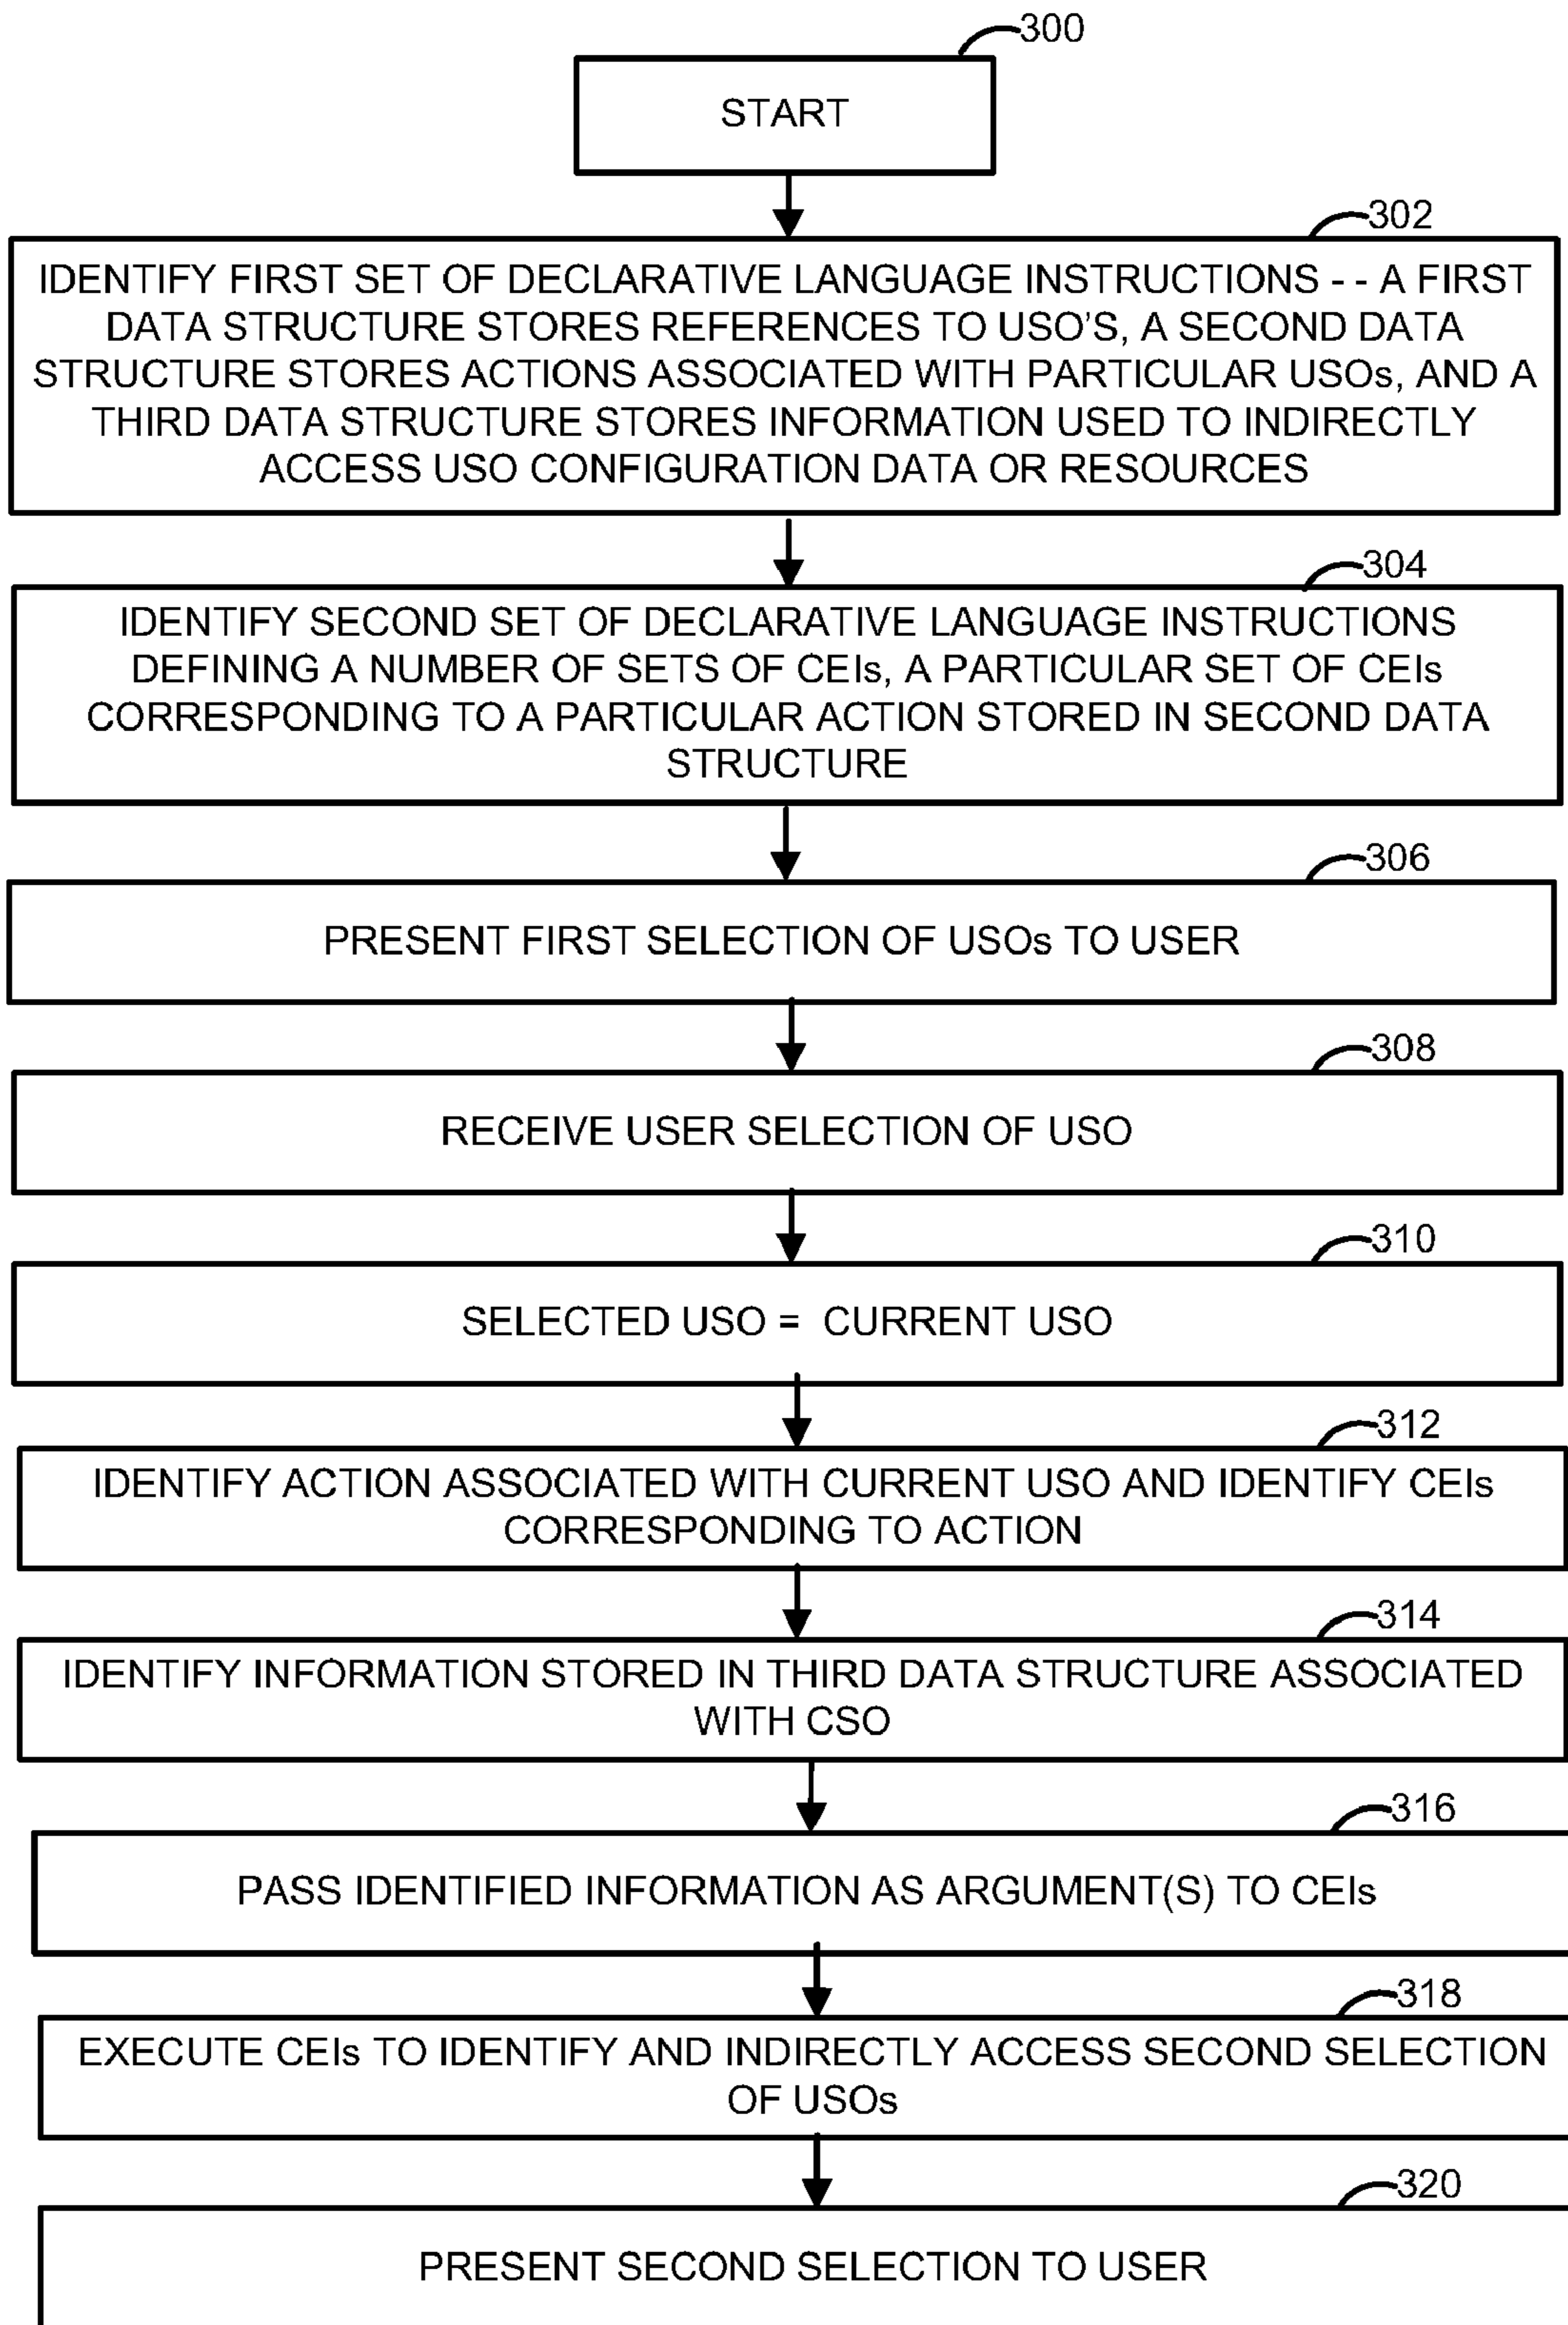 300
START
302
IDENTIFY FIRST SET OF DECLARATIVE LANGUAGE INSTRUCTIONS - - A FIRST
DATA STRUCTURE STORES REFERENCES TO USO'S, A SECOND DATA
STRUCTURE STORES ACTIONS ASSOCIATED WITH PARTICULAR USOs, AND A
THIRD DATA STRUCTURE STORES INFORMATION USED TO INDIRECTLY
ACCESS USO CONFIGURATION DATA OR RESOURCES
304
IDENTIFY SECOND SET OF DECLARATIVE LANGUAGE INSTRUCTIONS
DEFINING A NUMBER OF SETS OF CEIs, A PARTICULAR SET OF CEIs
CORRESPONDING TO A PARTICULAR ACTION STORED IN SECOND DATA
STRUCTURE
306
PRESENT FIRST SELECTION OF USOs TO USER
308
RECEIVE USER SELECTION OF USO
310
SELECTED USO = CURRENT USO
312
IDENTIFY ACTION ASSOCIATED WITH CURRENT USO AND IDENTIFY CEIs
CORRESPONDING TO ACTION
314
IDENTIFY INFORMATION STORED IN THIRD DATA STRUCTURE ASSOCIATED
WITH CSO
316
PASS IDENTIFIED INFORMATION AS ARGUMENT(S) TO CEIs
318
EXECUTE CEIs TO IDENTIFY AND INDIRECTLY ACCESS SECOND SELECTION
OF USOs
320
PRESENT SECOND SELECTION TO USER